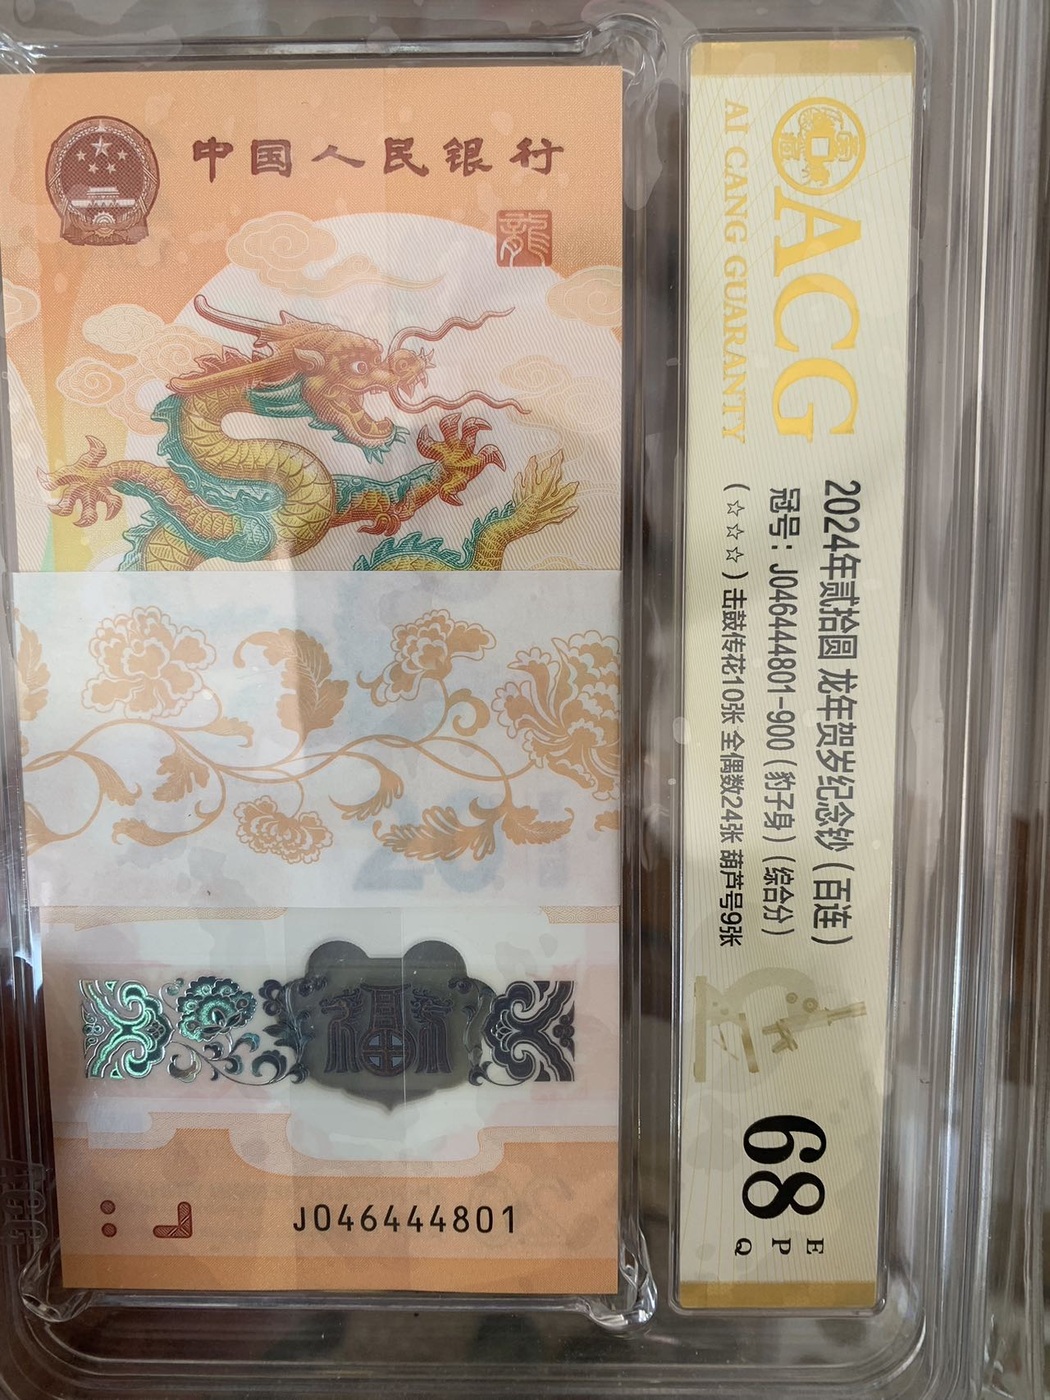 中国人民银行
龍
J046444801
ACG
AI CANG GUARANTY
2024年贰拾圆 龙年贺岁纪念钞（百连）
冠号：J046444801-900（豹子身）（综合分）
（☆☆☆）击鼓传花10张 全偶数24张 葫芦号9张
68
E
P
Q